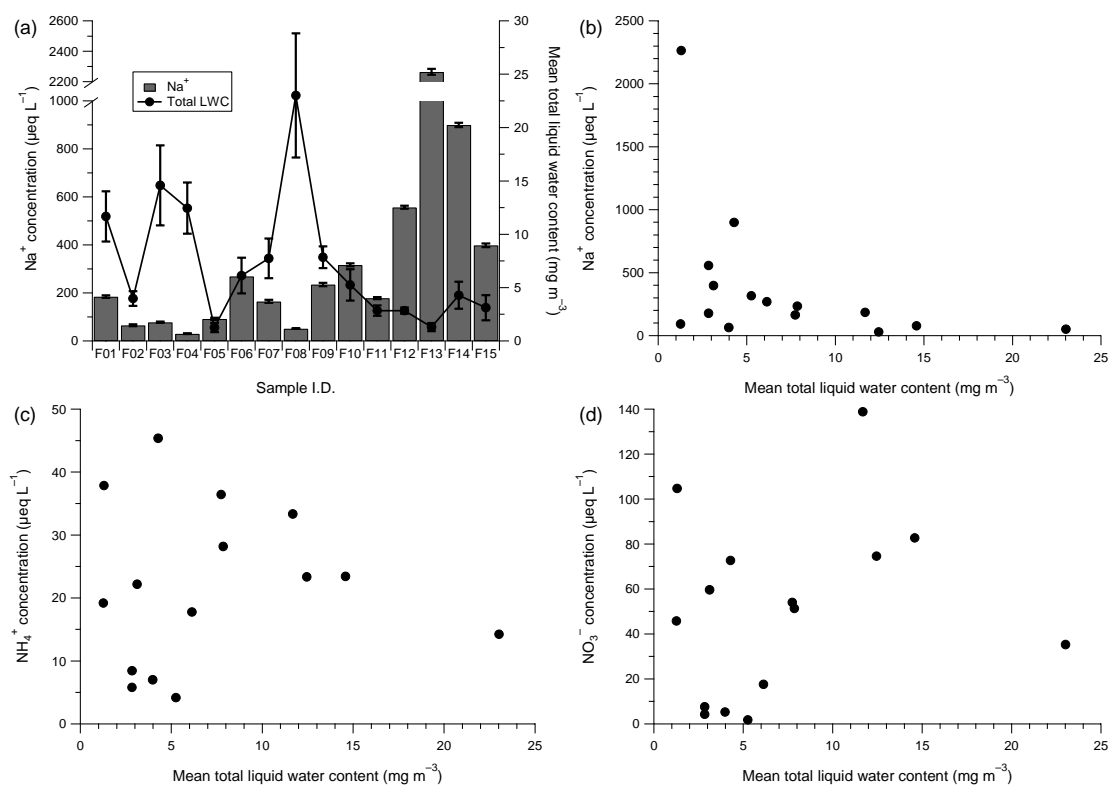 (a)
2600
2400
2200
1000
800
600
400
200
0
Na⁺ concentration (µeq L⁻¹)
Na⁺
Total LWC
30
25
20
15
10
5
0
Mean total liquid water content (mg m⁻³)
F01 F02 F03 F04 F05 F06 F07 F08 F09 F10 F11 F12 F13 F14 F15
Sample I.D.
(b)
2500
2000
1500
1000
500
0
Na⁺ concentration (µeq L⁻¹)
0 5 10 15 20 25
Mean total liquid water content (mg m⁻³)
(c)
50
40
30
20
10
0
NH₄⁺ concentration (µeq L⁻¹)
0 5 10 15 20 25
Mean total liquid water content (mg m⁻³)
(d)
140
120
100
80
60
40
20
0
NO₃⁻ concentration (µeq L⁻¹)
0 5 10 15 20 25
Mean total liquid water content (mg m⁻³)